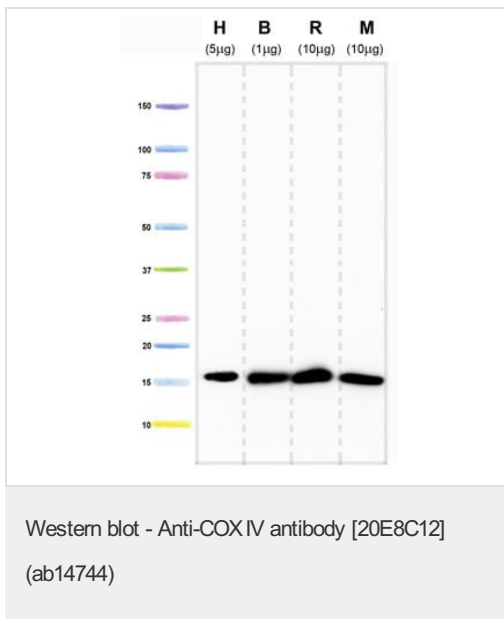 H B R M
(5μg) (1μg) (10μg) (10μg)
150
100
75
50
37
25
20
15
10
Western blot - Anti-COX IV antibody [20E8C12]
(ab14744)